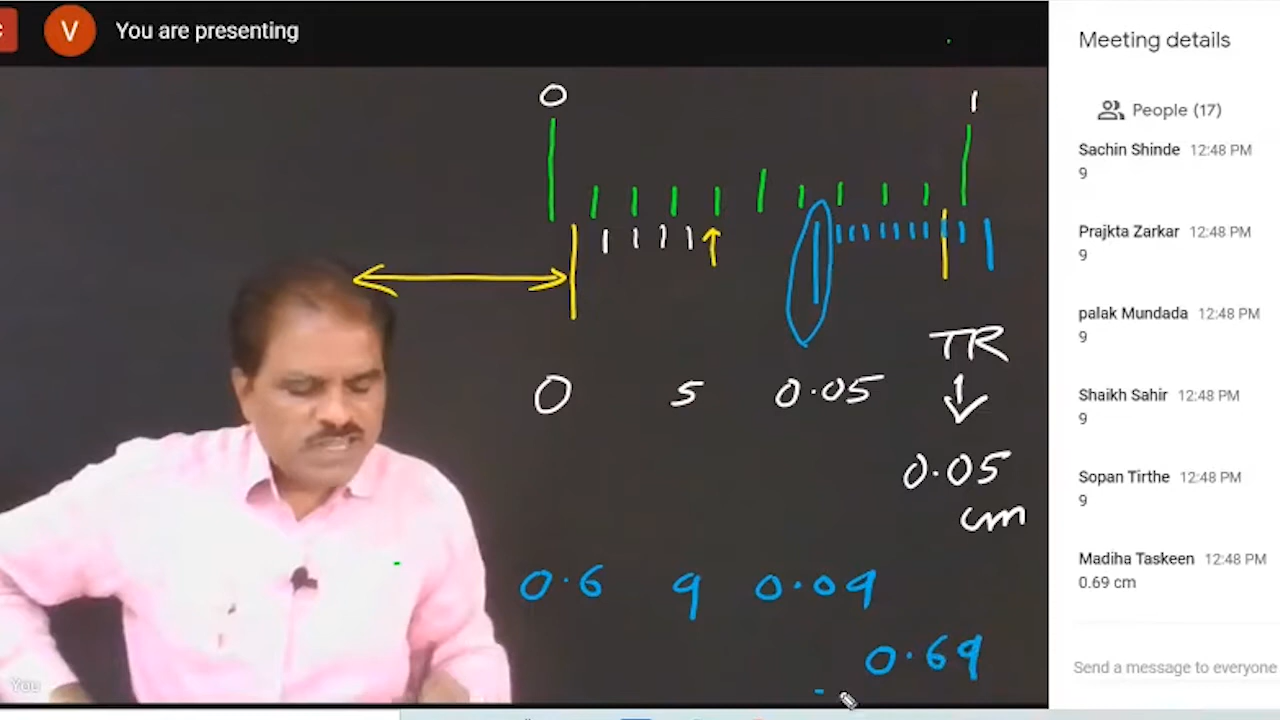 V You are presenting
0 1
TR
0 5 0.05
0.05
cm
0.6 9 0.09
0.69
You
Meeting details
People (17)
Sachin Shinde 12:48 PM
9
Prajkta Zarkar 12:48 PM
9
palak Mundada 12:48 PM
9
Shaikh Sahir 12:48 PM
9
Sopan Tirthe 12:48 PM
9
Madiha Taskeen 12:48 PM
0.69 cm
Send a message to everyone